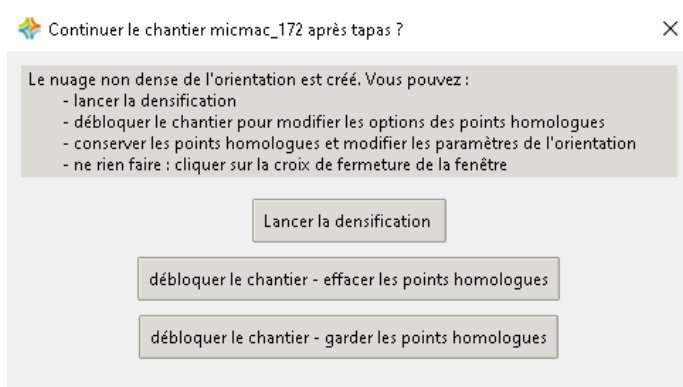 Continuer le chantier micmac_172 après tapas ?
Le nuage non dense de l'orientation est créé. Vous pouvez :
- lancer la densification
- débloquer le chantier pour modifier les options des points homologues
- conserver les points homologues et modifier les paramètres de l'orientation
- ne rien faire : cliquer sur la croix de fermeture de la fenêtre
Lancer la densification
débloquer le chantier - effacer les points homologues
débloquer le chantier - garder les points homologues